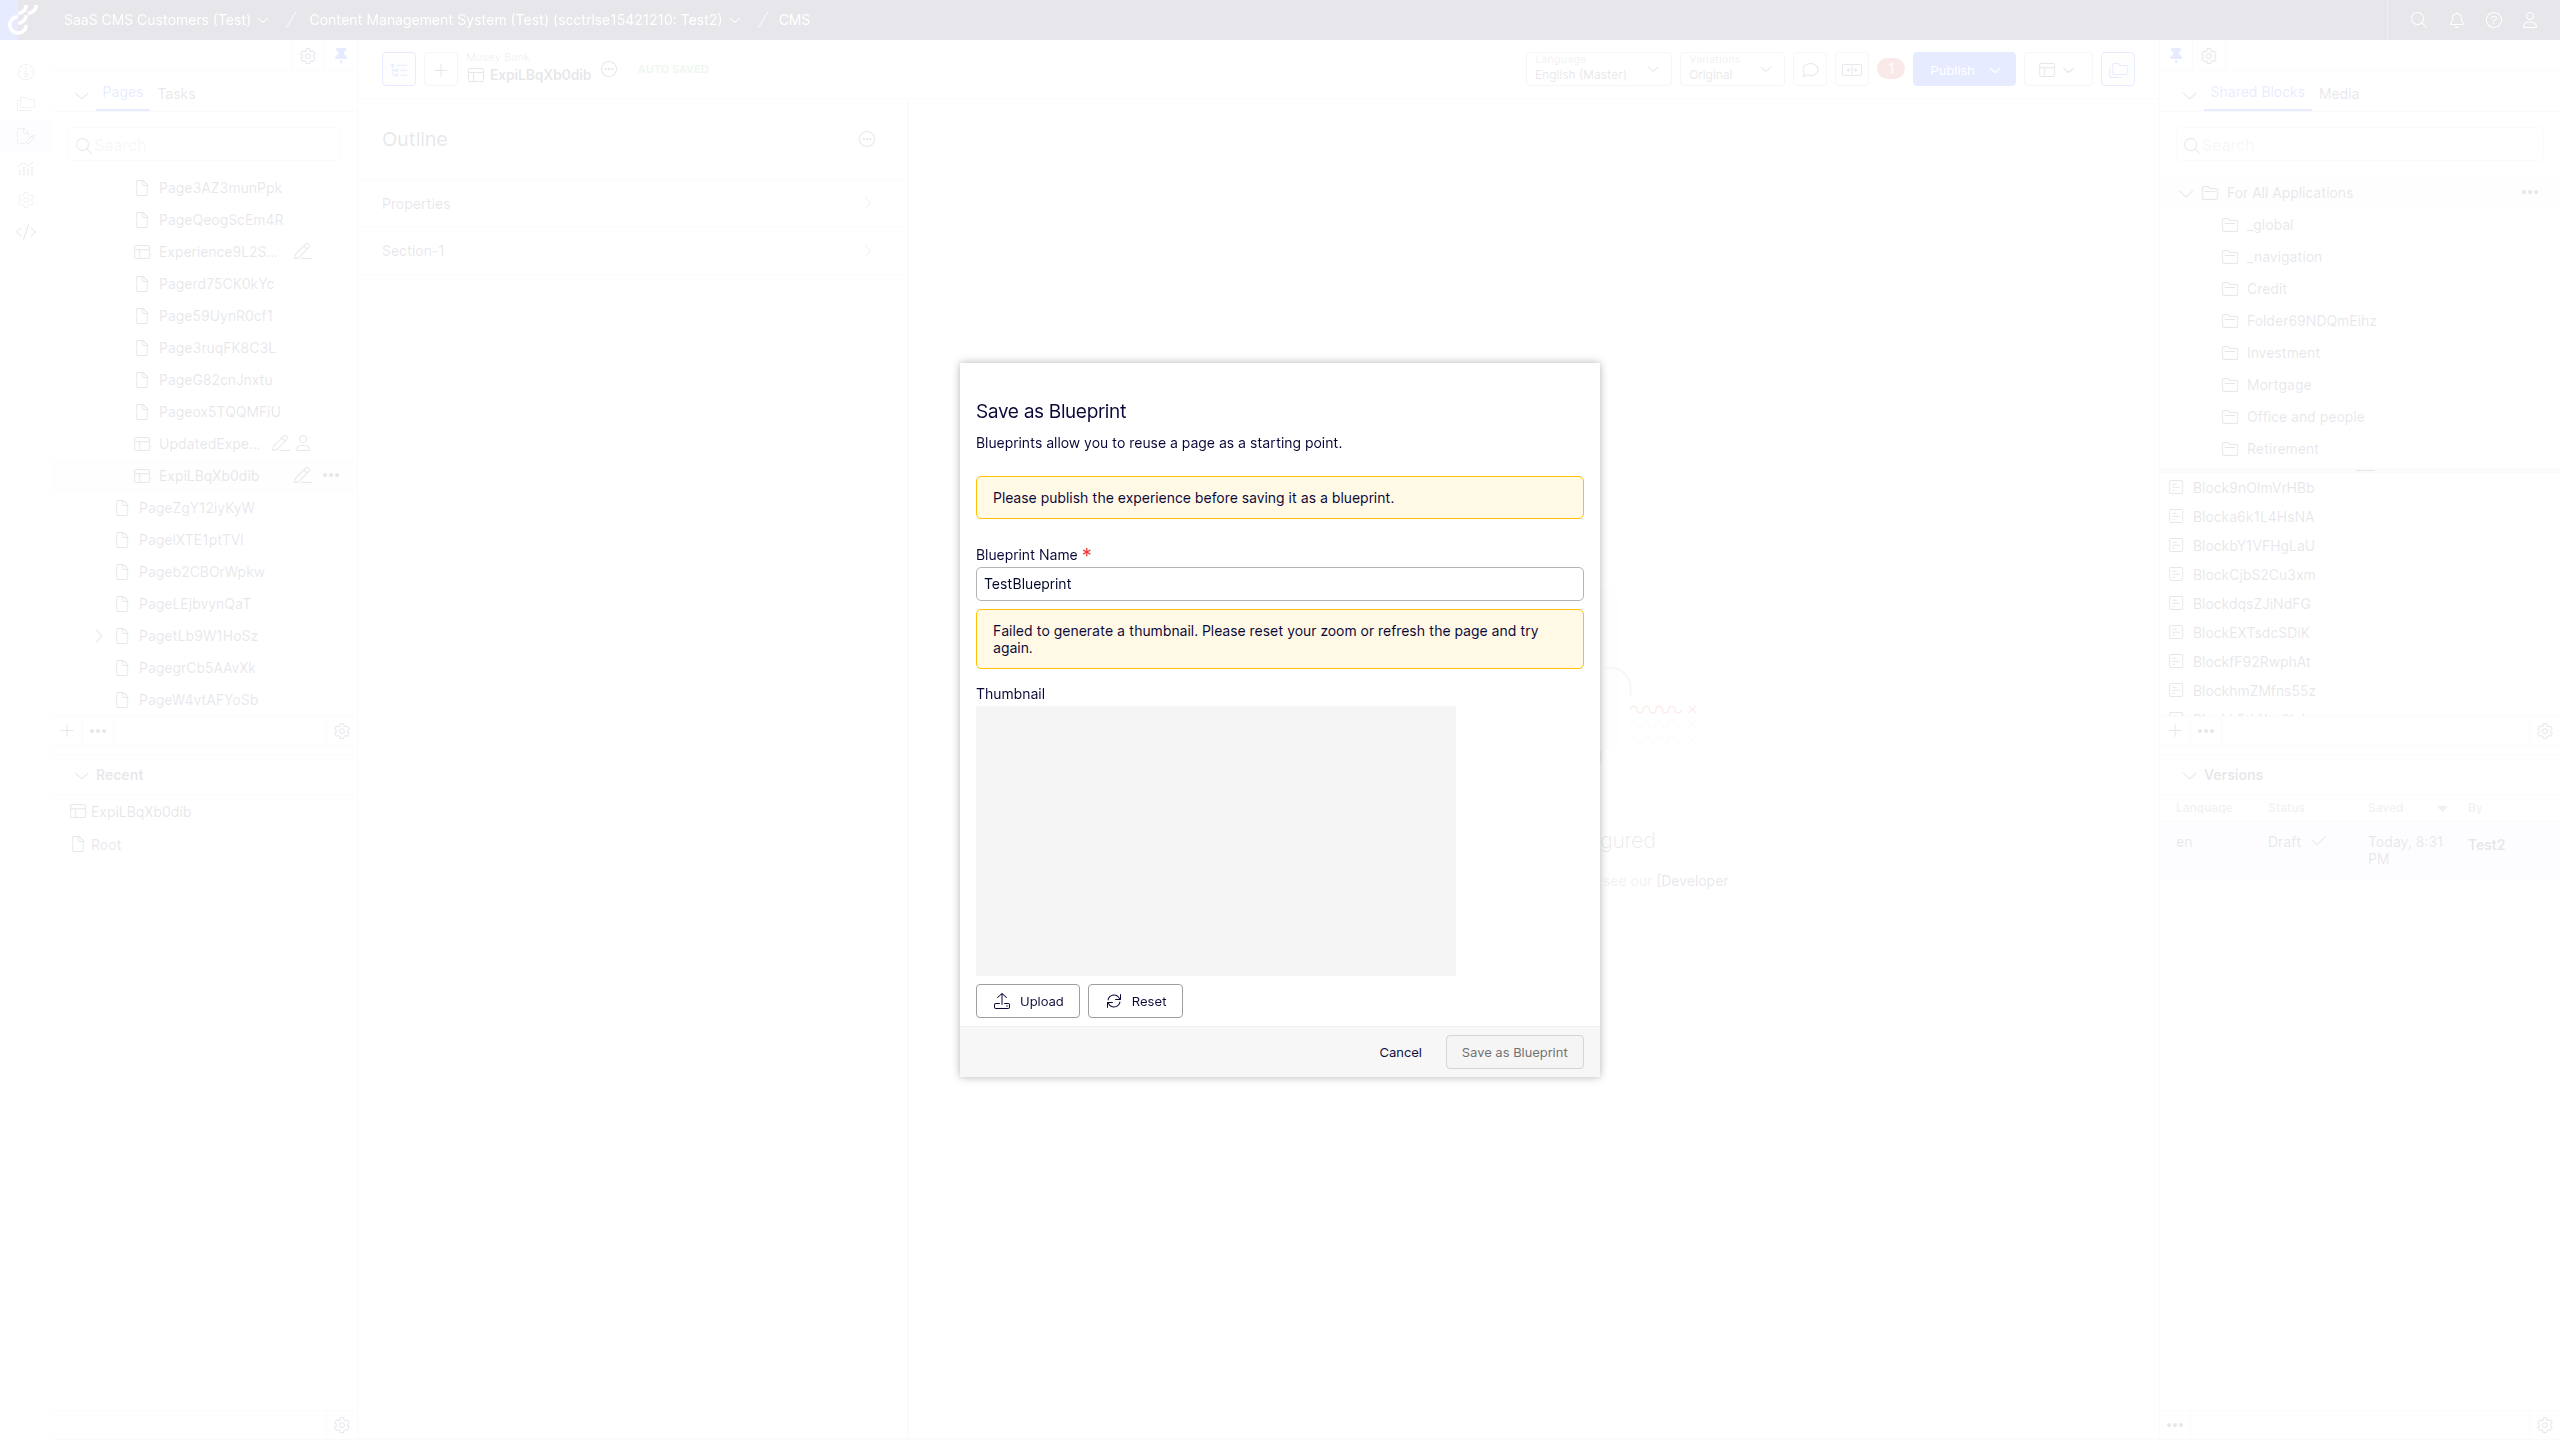 SaaS CMS Customers (Test) / Content Management System (Test) (scctrlse15421210: Test2) / CMS
Pages Tasks
Search
Page3AZ3munPpk
PageQeogScEm4R
Experience9L2S...
Pagerd75CK0kYc
Page59UynR0cf1
Page3ruqFK8C3L
PageG82cnJnxtu
Pageox5TQQMFiU
UpdatedExpe...
ExpiLBqXb0dib
PageZgY12iyKyW
PageIXTE1ptTVI
Pageb2CBOrWpkw
PageLEjbvynQaT
PagetLb9W1HoSz
PagegrCb5AAvXk
PageW4vtAFYoSb
Recent
ExpiLBqXb0dib
Root
Mosey Bank
ExpiLBqXb0dib
AUTO SAVED
Language
English (Master)
Variations
Original
1
Publish
Outline
Properties
Section-1
Save as Blueprint
Blueprints allow you to reuse a page as a starting point.
Please publish the experience before saving it as a blueprint.
Blueprint Name *
TestBlueprint
Failed to generate a thumbnail. Please reset your zoom or refresh the page and try
again.
Thumbnail
Upload Reset
Cancel Save as Blueprint
gured
see our [Developer
Shared Blocks Media
Search
For All Applications
_global
_navigation
Credit
Folder69NDQmEihz
Investment
Mortgage
Office and people
Retirement
Block9nOlmVrHBb
Blocka6k1L4HsNA
BlockbY1VFHgLaU
BlockCjbS2Cu3xm
BlockdqsZJiNdFG
BlockEXTsdcSDiK
BlockfF92RwphAt
BlockhmZMfns55z
Versions
Language Status Saved By
en Draft Today, 8:31
PM Test2